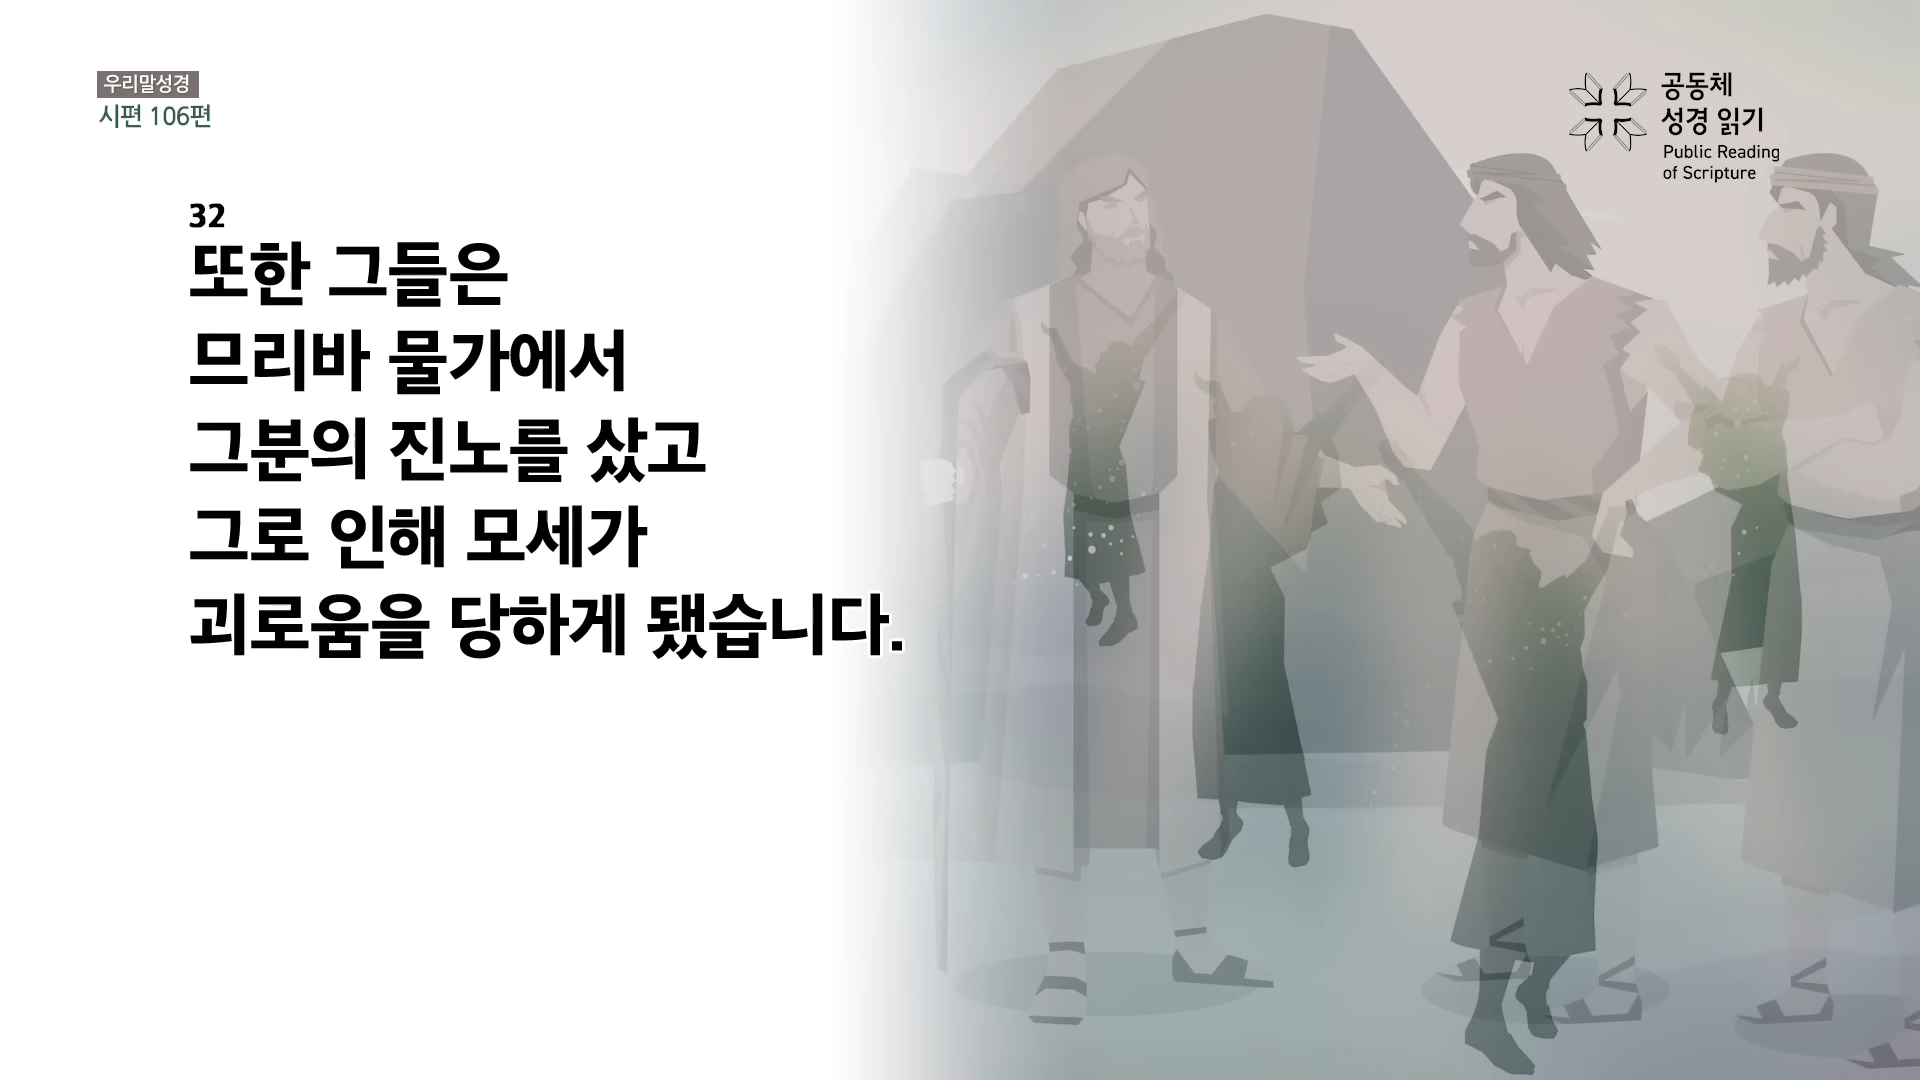 우리말성경
시편 106편
공동체
성경 읽기
Public Reading
of Scripture
32
또한 그들은
므리바 물가에서
그분의 진노를 샀고
그로 인해 모세가
괴로움을 당하게 됐습니다.